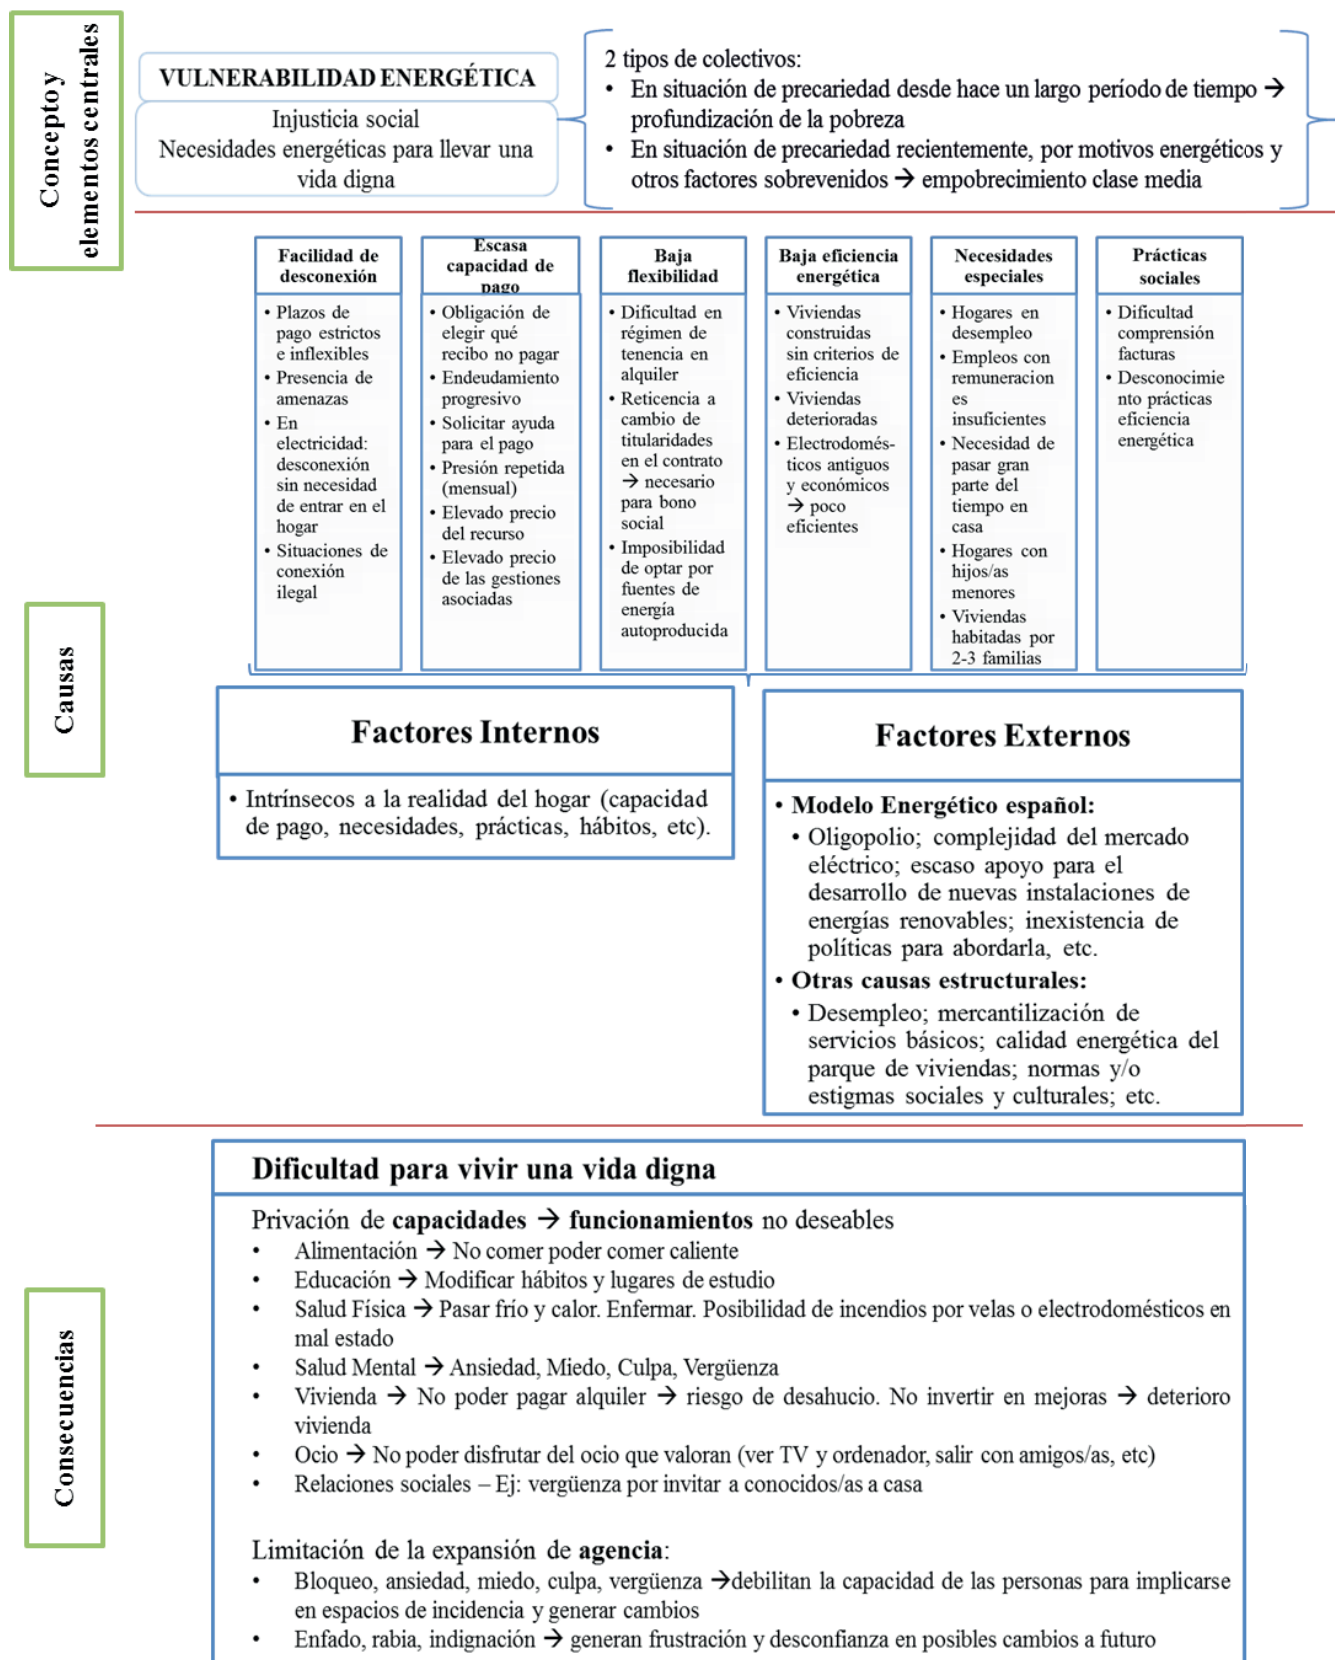 Concepto y
elementos centrales
VULNERABILIDAD ENERGÉTICA
Injusticia social
Necesidades energéticas para llevar una
vida digna
2 tipos de colectivos:
• En situación de precariedad desde hace un largo período de tiempo →
profundización de la pobreza
• En situación de precariedad recientemente, por motivos energéticos y
otros factores sobrevenidos → empobrecimiento clase media
Causas
Facilidad de
desconexión
• Plazos de
pago estrictos
e inflexibles
• Presencia de
amenazas
• En
electricidad:
desconexión
sin necesidad
de entrar en el
hogar
• Situaciones de
conexión
ilegal
Escasa
capacidad de
pago
• Obligación de
elegir qué
recibo no pagar
• Endeudamiento
progresivo
• Solicitar ayuda
para el pago
• Presión repetida
(mensual)
• Elevado precio
del recurso
• Elevado precio
de las gestiones
asociadas
Baja
flexibilidad
• Dificultad en
régimen de
tenencia en
alquiler
• Reticencia a
cambio de
titularidades
en el contrato
→ necesario
para bono
social
• Imposibilidad
de optar por
fuentes de
energía
autoproducida
Baja eficiencia
energética
• Viviendas
construidas
sin criterios de
eficiencia
• Viviendas
deterioradas
• Electrodomés-
ticos antiguos
y económicos
→ poco
eficientes
Necesidades
especiales
• Hogares en
desempleo
• Empleos con
remuneracion
es
insuficientes
• Necesidad de
pasar gran
parte del
tiempo en
casa
• Hogares con
hijos/as
menores
• Viviendas
habitadas por
2-3 familias
Prácticas
sociales
• Dificultad
comprensión
facturas
• Desconocimie
nto prácticas
eficiencia
energética
Factores Internos
• Intrínsecos a la realidad del hogar (capacidad
de pago, necesidades, prácticas, hábitos, etc).
Factores Externos
• Modelo Energético español:
• Oligopolio; complejidad del mercado
eléctrico; escaso apoyo para el
desarrollo de nuevas instalaciones de
energías renovables; inexistencia de
políticas para abordarla, etc.
• Otras causas estructurales:
• Desempleo; mercantilización de
servicios básicos; calidad energética del
parque de viviendas; normas y/o
estigmas sociales y culturales; etc.
Consecuencias
Dificultad para vivir una vida digna
Privación de capacidades → funcionamientos no deseables
• Alimentación → No comer poder comer caliente
• Educación → Modificar hábitos y lugares de estudio
• Salud Física → Pasar frío y calor. Enfermar. Posibilidad de incendios por velas o electrodomésticos en
mal estado
• Salud Mental → Ansiedad, Miedo, Culpa, Vergüenza
• Vivienda → No poder pagar alquiler → riesgo de desahucio. No invertir en mejoras → deterioro
vivienda
• Ocio → No poder disfrutar del ocio que valoran (ver TV y ordenador, salir con amigos/as, etc)
• Relaciones sociales – Ej: vergüenza por invitar a conocidos/as a casa
Limitación de la expansión de agencia:
• Bloqueo, ansiedad, miedo, culpa, vergüenza →debilitan la capacidad de las personas para implicarse
en espacios de incidencia y generar cambios
• Enfado, rabia, indignación → generan frustración y desconfianza en posibles cambios a futuro